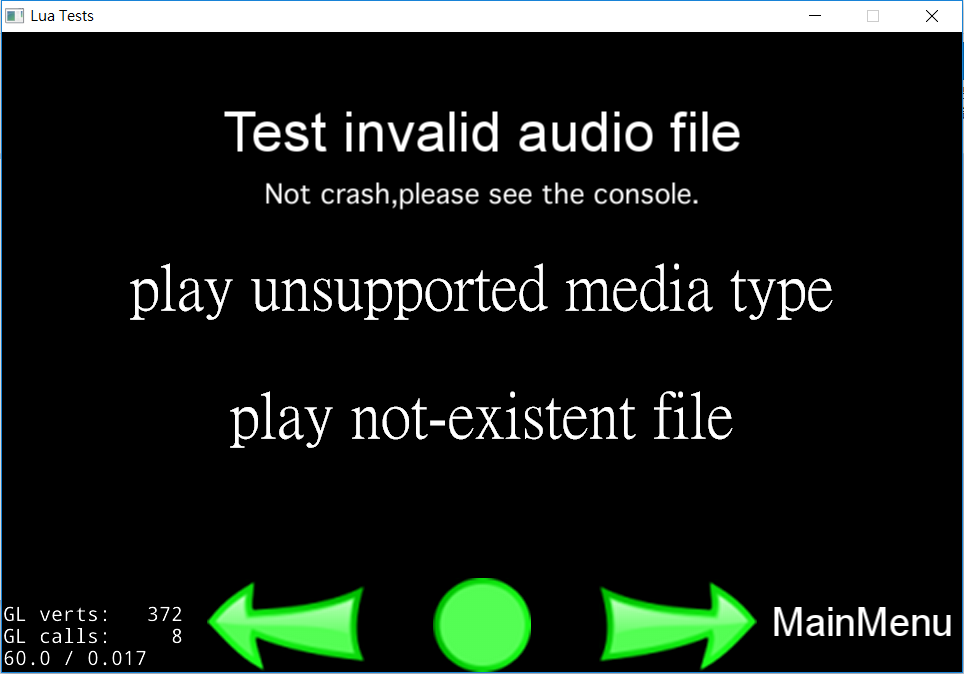 Lua Tests
Test invalid audio file
Not crash,please see the console.
play unsupported media type
play not-existent file
GL verts: 372
GL calls: 8
60.0 / 0.017
MainMenu